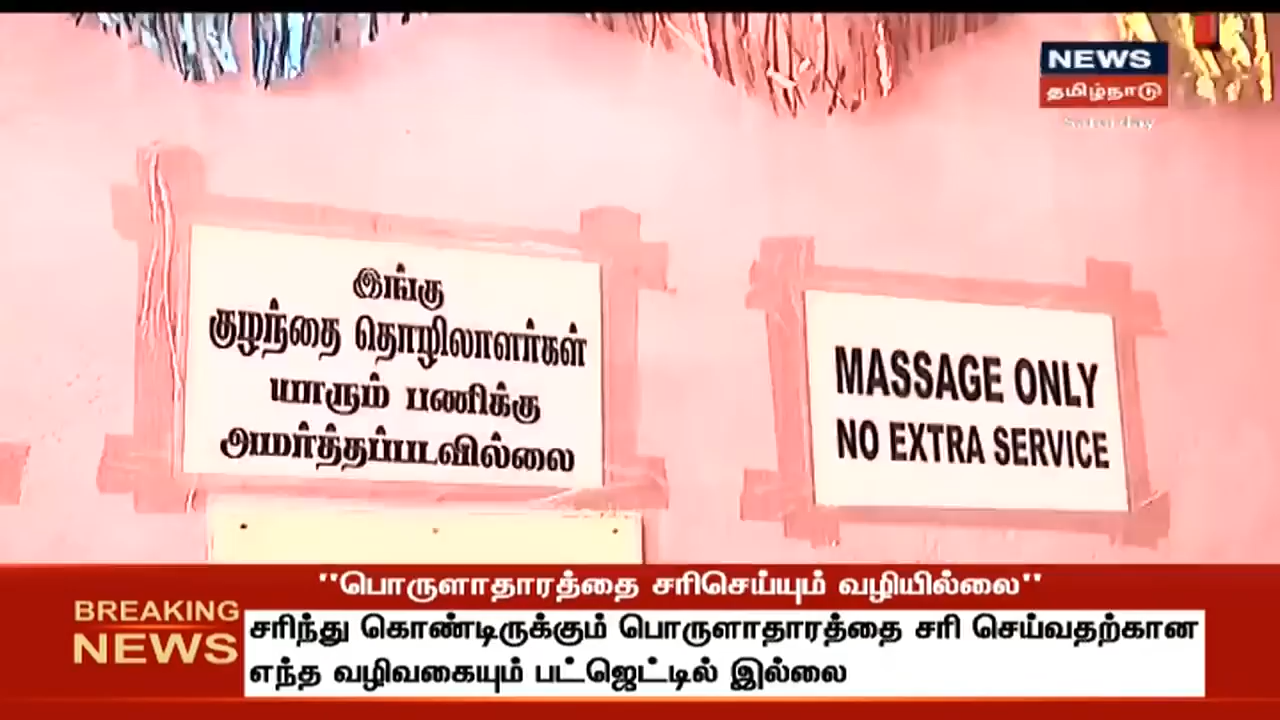 NEWS
தமிழ்நாடு
Saturday
இங்கு
குழந்தை தொழிலாளர்கள்
யாரும் பணிக்கு
அமர்த்தப்படவில்லை
MASSAGE ONLY
NO EXTRA SERVICE
"பொருளாதாரத்தை சரிசெய்யும் வழியில்லை"
BREAKING
NEWS
சரிந்து கொண்டிருக்கும் பொருளாதாரத்தை சரி செய்வதற்கான
எந்த வழிவகையும் பட்ஜெட்டில் இல்லை